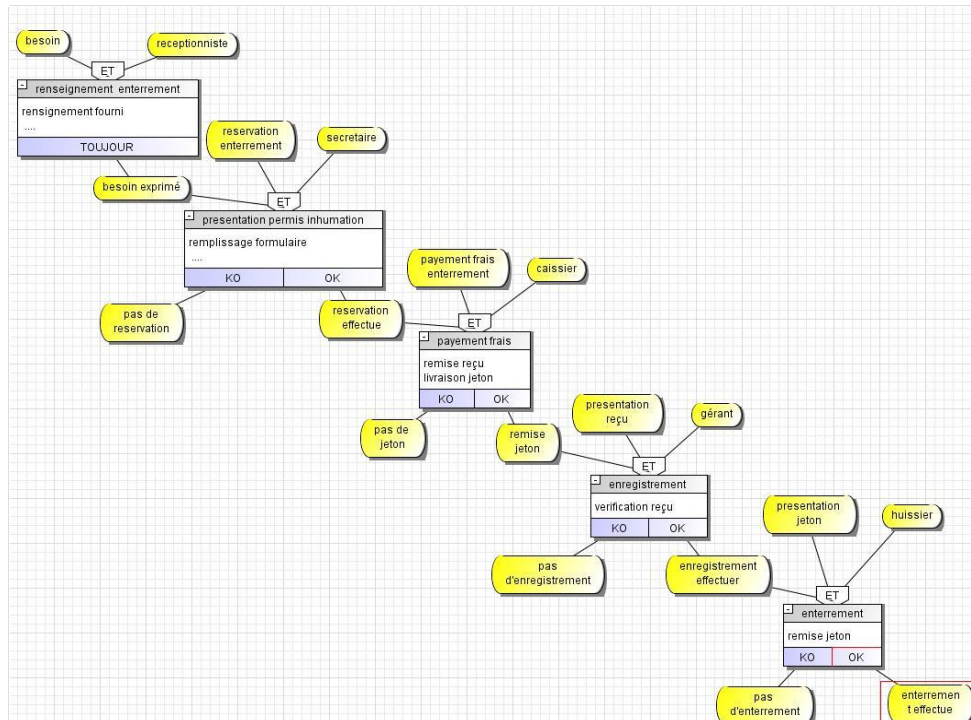 besoin
receptionniste
ET
renseignement enterrement
rensignement fourni
....
TOUJOUR
reservation
enterrement
secretaire
besoin exprimé
ET
presentation permis inhumation
remplissage formulaire
....
KO
OK
payement frais
enterrement
caissier
pas de
reservation
reservation
effectue
ET
payement frais
remise reçu
livraison jeton
KO
OK
presentation
reçu
gérant
pas de
jeton
remise
jeton
ET
enregistrement
verification reçu
KO
OK
presentation
jeton
huissier
pas
d'enregistrement
enregistrement
effectuer
ET
enterrement
remise jeton
KO
OK
pas
d'enterrement
enterremen
t effectue